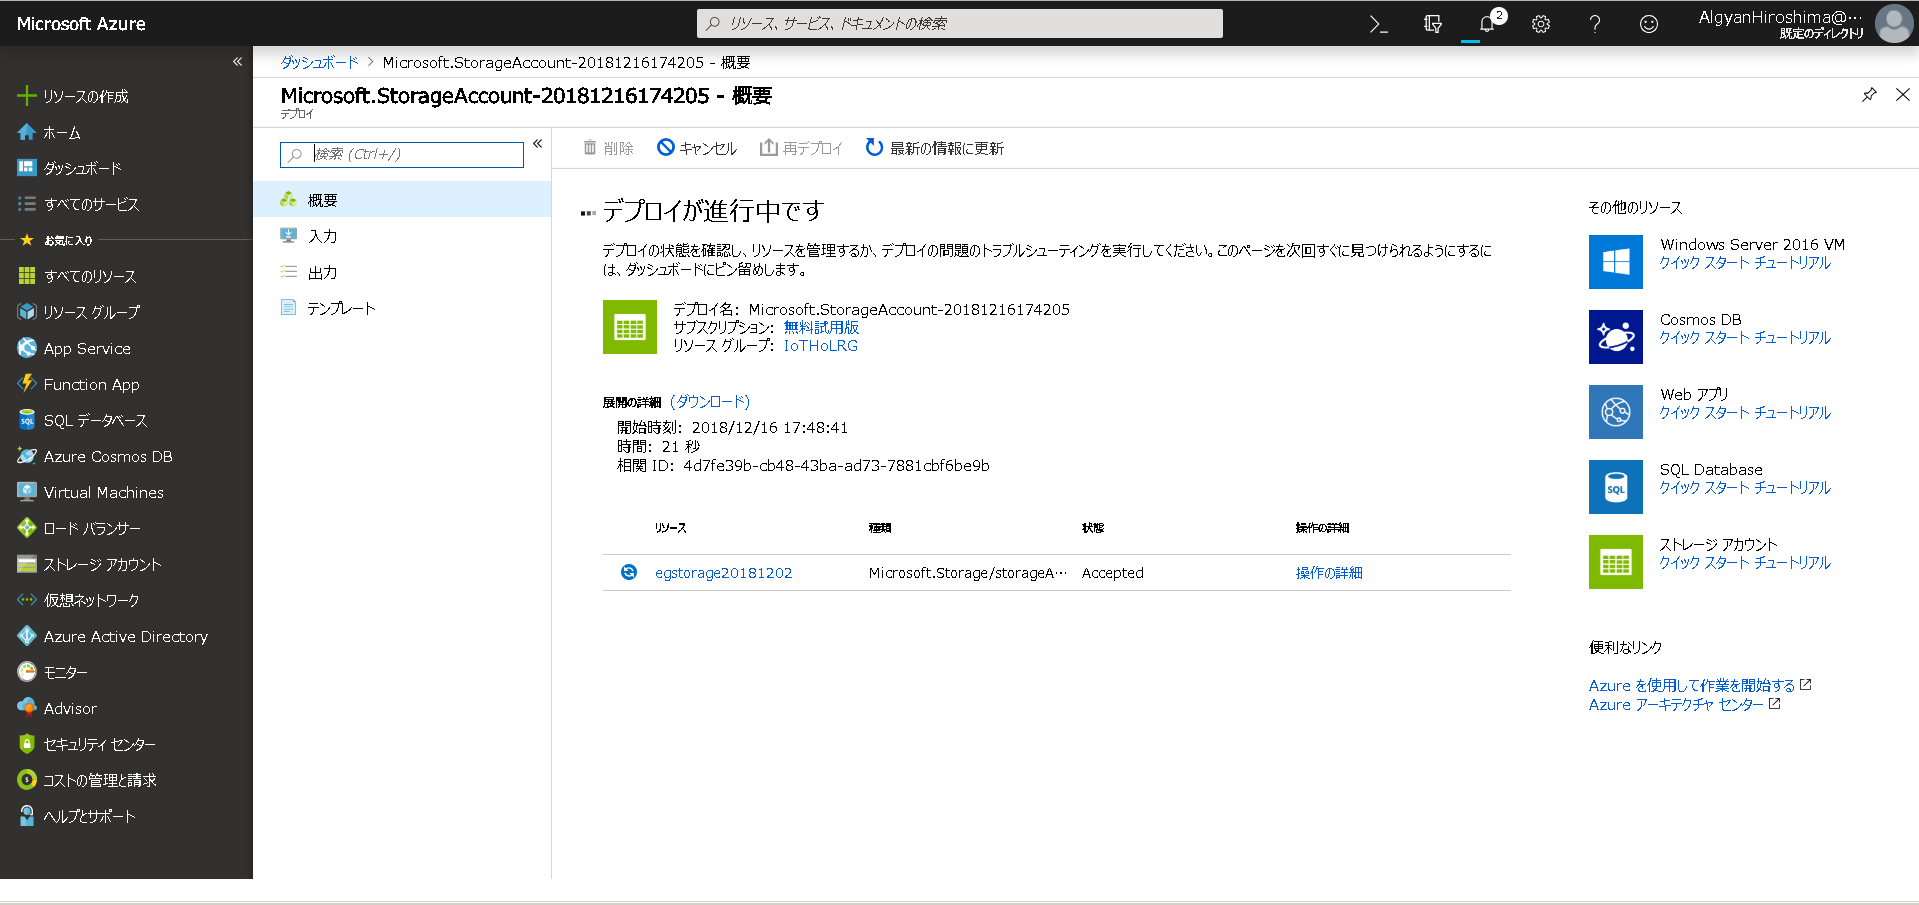 Microsoft Azure
リソース、サービス、ドキュメントの検索
2
AlgyanHiroshima@…
既定のディレクトリ
リソースの作成
ホーム
ダッシュボード
すべてのサービス
お気に入り
すべてのリソース
リソース グループ
App Service
Function App
SQL データベース
Azure Cosmos DB
Virtual Machines
ロード バランサー
ストレージ アカウント
仮想ネットワーク
Azure Active Directory
モニター
Advisor
セキュリティ センター
コストの管理と請求
ヘルプとサポート
ダッシュボード > Microsoft.StorageAccount-20181216174205 - 概要
Microsoft.StorageAccount-20181216174205 - 概要
デプロイ
検索 (Ctrl+/)
概要
入力
出力
テンプレート
削除 キャンセル 再デプロイ 最新の情報に更新
デプロイが進行中です
デプロイの状態を確認し、リソースを管理するか、デプロイの問題のトラブルシューティングを実行してください。このページを次回すぐに見つけられるようにするに
は、ダッシュボードにピン留めします。
デプロイ名: Microsoft.StorageAccount-20181216174205
サブスクリプション: 無料試用版
リソース グループ: IoTHoLRG
展開の詳細 (ダウンロード)
開始時刻: 2018/12/16 17:48:41
時間: 21 秒
相関 ID: 4d7fe39b-cb48-43ba-ad73-7881cbf6be9b
リソース 種類 状態 操作の詳細
egstorage20181202 Microsoft.Storage/storageA… Accepted 操作の詳細
その他のリソース
Windows Server 2016 VM
クイック スタート チュートリアル
Cosmos DB
クイック スタート チュートリアル
Web アプリ
クイック スタート チュートリアル
SQL
SQL Database
クイック スタート チュートリアル
ストレージ アカウント
クイック スタート チュートリアル
便利なリンク
Azure を使用して作業を開始する
Azure アーキテクチャ センター